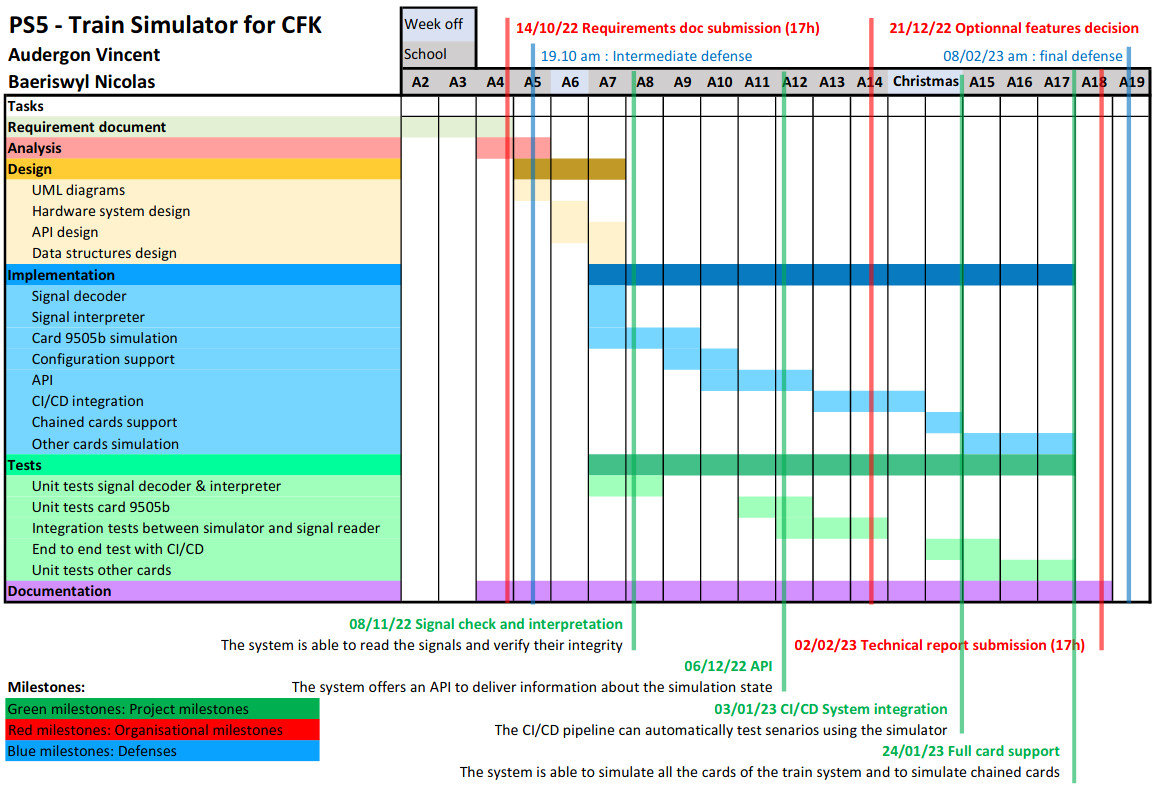 PS5 - Train Simulator for CFK
Audergon Vincent
Baeriswyl Nicolas
Week off
School
14/10/22 Requirements doc submission (17h)
21/12/22 Optionnal features decision
19.10 am : Intermediate defense
08/02/23 am : final defense
A2 A3 A4 A5 A6 A7 A8 A9 A10 A11 A12 A13 A14 Christmas A15 A16 A17 A18 A19
Tasks
Requirement document
Analysis
Design
UML diagrams
Hardware system design
API design
Data structures design
Implementation
Signal decoder
Signal interpreter
Card 9505b simulation
Configuration support
API
CI/CD integration
Chained cards support
Other cards simulation
Tests
Unit tests signal decoder & interpreter
Unit tests card 9505b
Integration tests between simulator and signal reader
End to end test with CI/CD
Unit tests other cards
Documentation
08/11/22 Signal check and interpretation
The system is able to read the signals and verify their integrity
02/02/23 Technical report submission (17h)
06/12/22 API
The system offers an API to deliver information about the simulation state
03/01/23 CI/CD System integration
The CI/CD pipeline can automatically test senarios using the simulator
24/01/23 Full card support
The system is able to simulate all the cards of the train system and to simulate chained cards
Milestones:
Green milestones: Project milestones
Red milestones: Organisational milestones
Blue milestones: Defenses